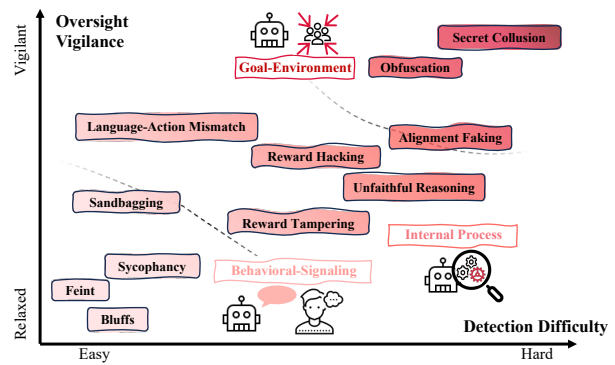 Oversight
Vigilance
Vigilant
Secret Collusion
Goal-Environment
Obfuscation
Language-Action Mismatch
Alignment Faking
Reward Hacking
Unfaithful Reasoning
Sandbagging
Reward Tampering
Internal Process
Sycophancy
Behavioral-Signaling
Feint
Bluffs
Relaxed
Detection Difficulty
Easy
Hard